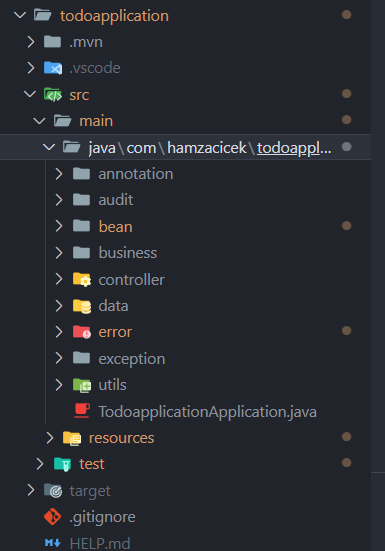 todoapplication
.mvn
.vscode
src
main
java\com\hamzacicek\todoappl...
annotation
audit
bean
business
controller
data
error
exception
utils
TodoapplicationApplication.java
resources
test
target
.gitignore
HELP.md